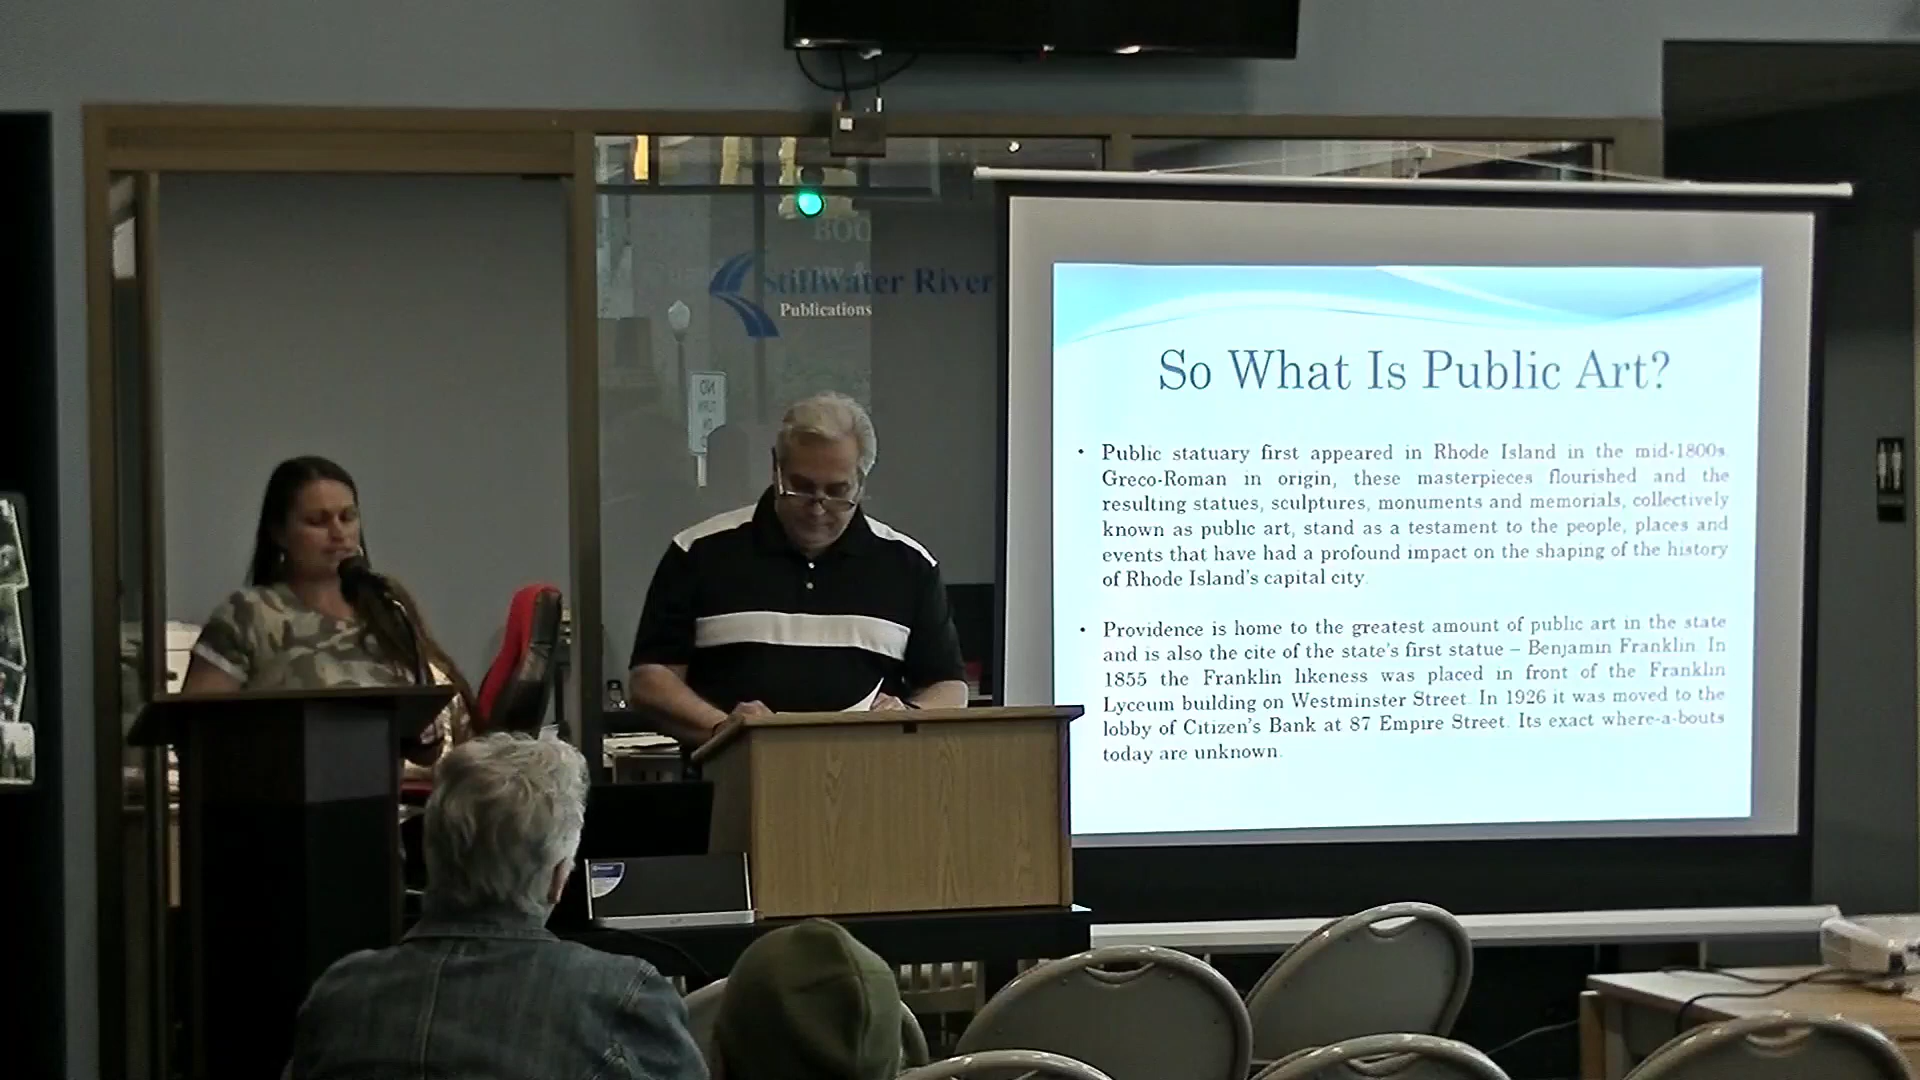 BOO
Stillwater River
Publications
NO
TURN
So What Is Public Art?
• Public statuary first appeared in Rhode Island in the mid-1800s.
Greco-Roman in origin, these masterpieces flourished and the
resulting statues, sculptures, monuments and memorials, collectively
known as public art, stand as a testament to the people, places and
events that have had a profound impact on the shaping of the history
of Rhode Island's capital city.
• Providence is home to the greatest amount of public art in the state
and is also the cite of the state's first statue – Benjamin Franklin. In
1855 the Franklin likeness was placed in front of the Franklin
Lyceum building on Westminster Street. In 1926 it was moved to the
lobby of Citizen's Bank at 87 Empire Street. Its exact where-a-bouts
today are unknown.